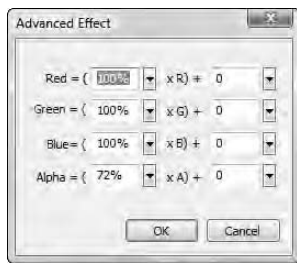 Advanced Effect
Red = ( 100% x R) + 0
Green = ( 100% x G) + 0
Blue = ( 100% x B) + 0
Alpha = ( 72% x A) + 0
OK Cancel